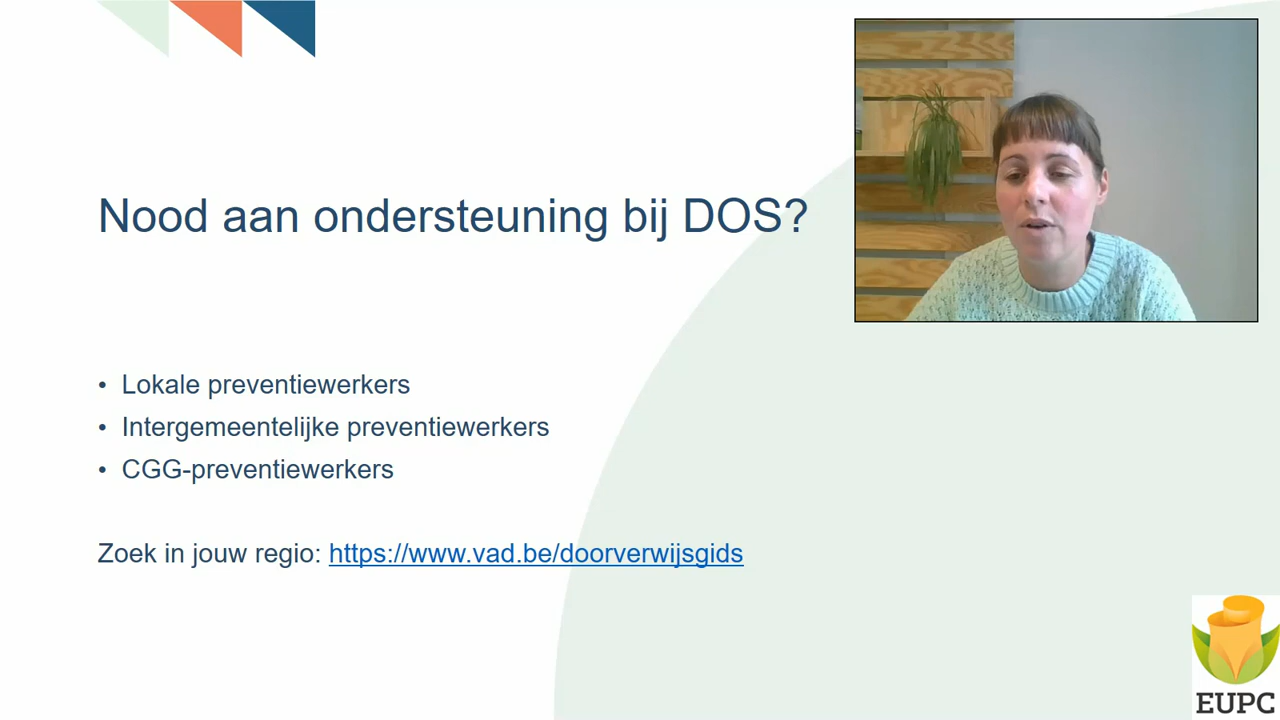 Nood aan ondersteuning bij DOS?
• Lokale preventiewerkers
• Intergemeentelijke preventiewerkers
• CGG-preventiewerkers
Zoek in jouw regio: https://www.vad.be/doorverwijsgids
EUPC